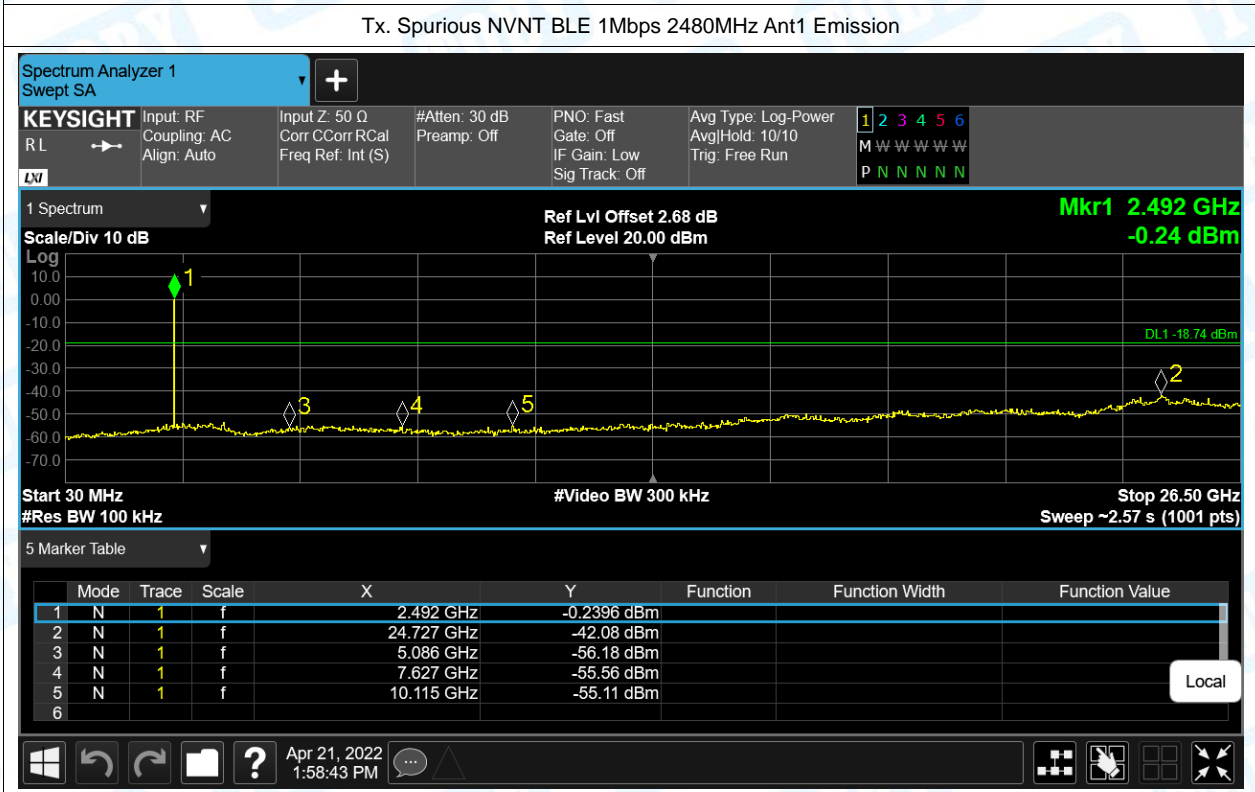 Tx. Spurious NVNT BLE 1Mbps 2480MHz Ant1 Emission
Spectrum Analyzer 1
Swept SA
KEYSIGHT
RL
LXI
Input: RF
Coupling: AC
Align: Auto
Input Z: 50 Ω
Corr CCorr RCal
Freq Ref: Int (S)
#Atten: 30 dB
Preamp: Off
PNO: Fast
Gate: Off
IF Gain: Low
Sig Track: Off
Avg Type: Log-Power
Avg|Hold: 10/10
Trig: Free Run
1 2 3 4 5 6
M W W W W W
P N N N N N
1 Spectrum
Scale/Div 10 dB
Ref Lvl Offset 2.68 dB
Ref Level 20.00 dBm
Mkr1 2.492 GHz
-0.24 dBm
Log
10.0
0.00
-10.0
-20.0
-30.0
-40.0
-50.0
-60.0
-70.0
1
DL1 -18.74 dBm
2
3
4
5
Start 30 MHz
#Video BW 300 kHz
Stop 26.50 GHz
#Res BW 100 kHz
Sweep ~2.57 s (1001 pts)
5 Marker Table
Mode Trace Scale X Y Function Function Width Function Value
1 N 1 f 2.492 GHz -0.2396 dBm
2 N 1 f 24.727 GHz -42.08 dBm
3 N 1 f 5.086 GHz -56.18 dBm
4 N 1 f 7.627 GHz -55.56 dBm
5 N 1 f 10.115 GHz -55.11 dBm
6
Local
?
Apr 21, 2022
1:58:43 PM